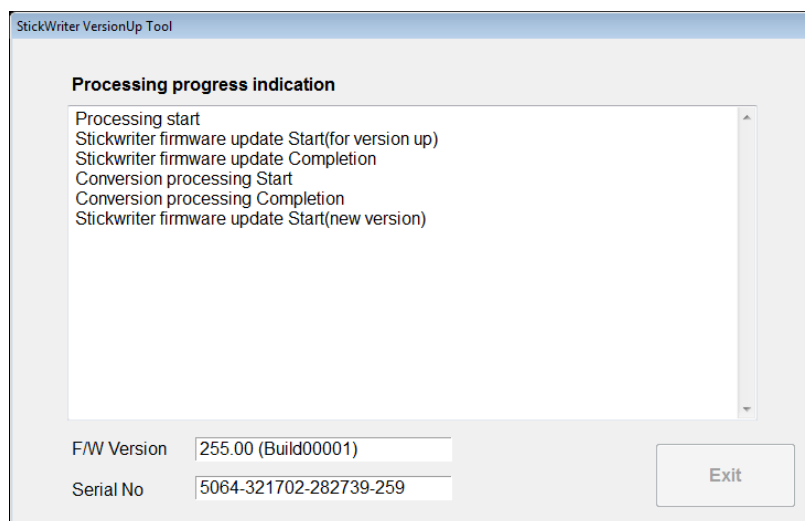 StickWriter VersionUp Tool
Processing progress indication
Processing start
Stickwriter firmware update Start(for version up)
Stickwriter firmware update Completion
Conversion processing Start
Conversion processing Completion
Stickwriter firmware update Start(new version)
F/W Version 255.00 (Build00001)
Serial No 5064-321702-282739-259
Exit